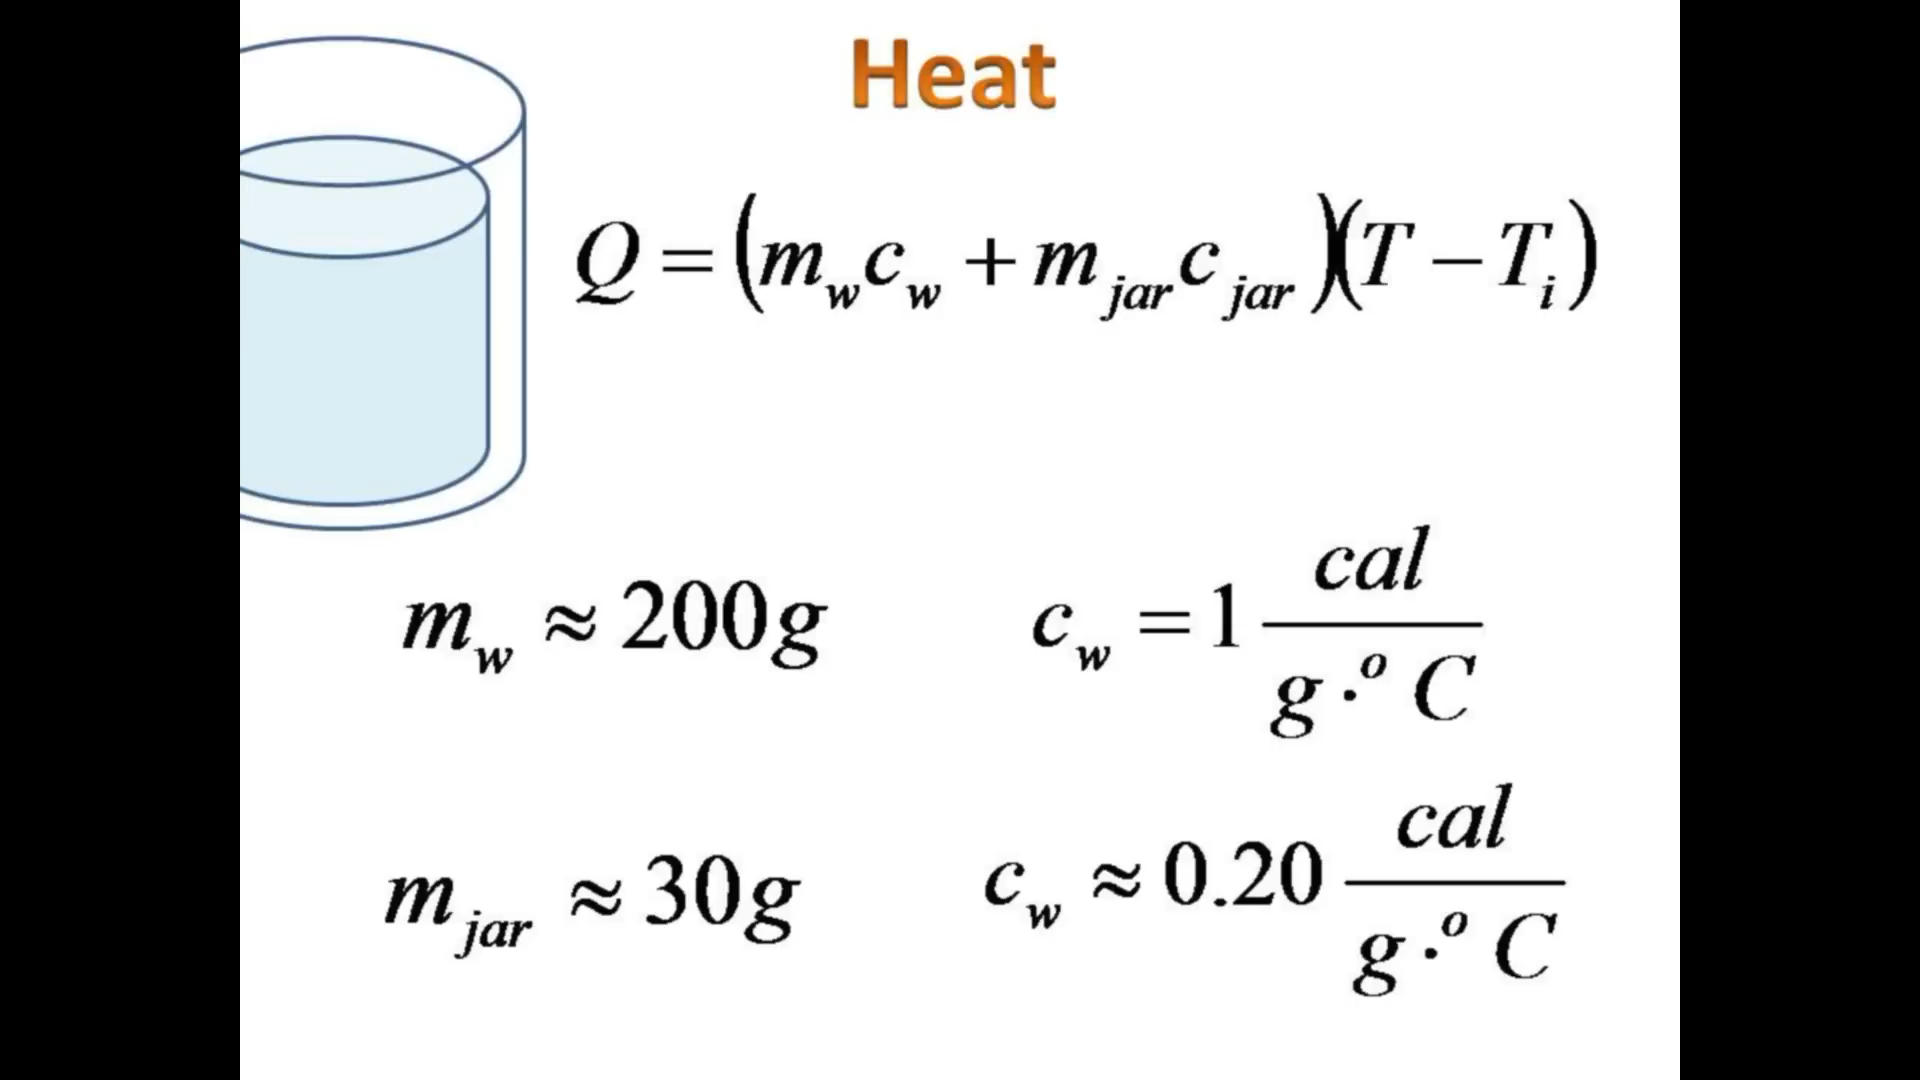 Heat
Q = (m_w c_w + m_jar c_jar)(T − T_i)
m_w ≈ 200g
c_w = 1 cal / g·°C
m_jar ≈ 30g
c_w ≈ 0.20 cal / g·°C